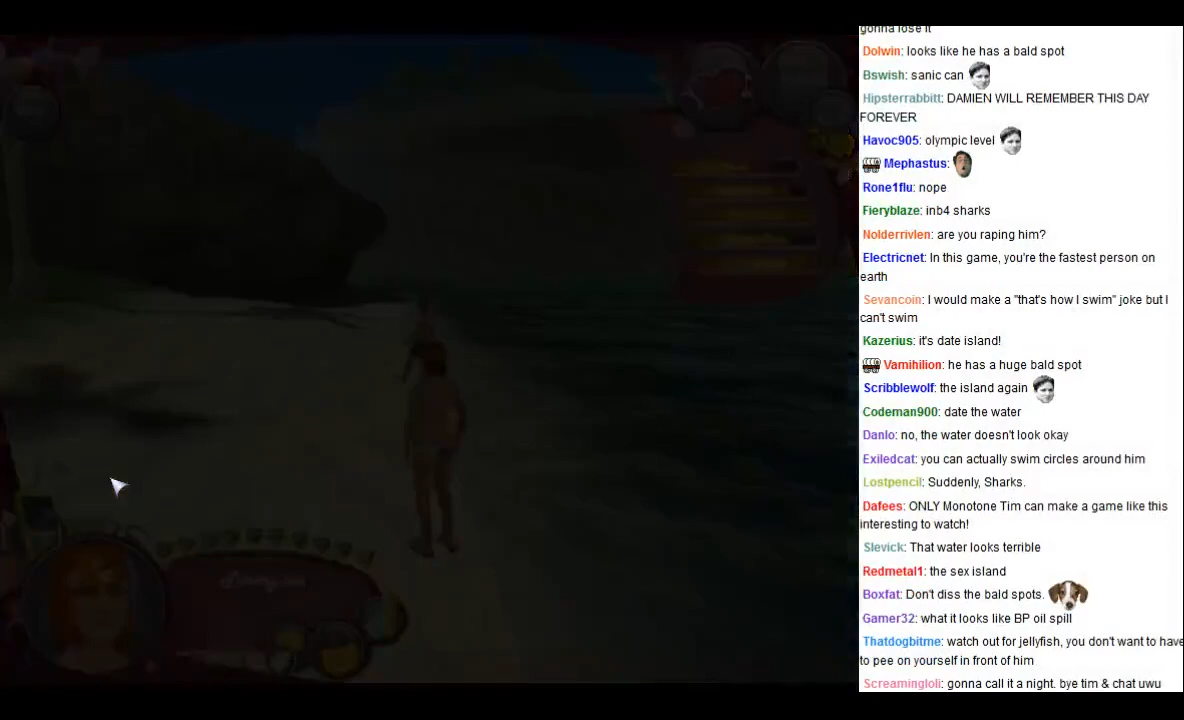 gonna lose it
Dolwin: looks like he has a bald spot
Bswish: sanic can
Hipsterrabbitt: DAMIEN WILL REMEMBER THIS DAY
FOREVER
Havoc905: olympic level
Mephastus:
Rone1flu: nope
Fieryblaze: inb4 sharks
Nolderrivlen: are you raping him?
Electricnet: In this game, you're the fastest person on
earth
Sevancoin: I would make a "that's how I swim" joke but I
can't swim
Kazerius: it's date island!
Vamihilion: he has a huge bald spot
Scribblewolf: the island again
Codeman900: date the water
Danlo: no, the water doesn't look okay
Exiledcat: you can actually swim circles around him
Lostpencil: Suddenly, Sharks.
Dafees: ONLY Monotone Tim can make a game like this
interesting to watch!
Slevick: That water looks terrible
Redmetal1: the sex island
Boxfat: Don't diss the bald spots.
Gamer32: what it looks like BP oil spill
Thatdogbitme: watch out for jellyfish, you don't want to have
to pee on yourself in front of him
Screamingloli: gonna call it a night. bye tim & chat uwu